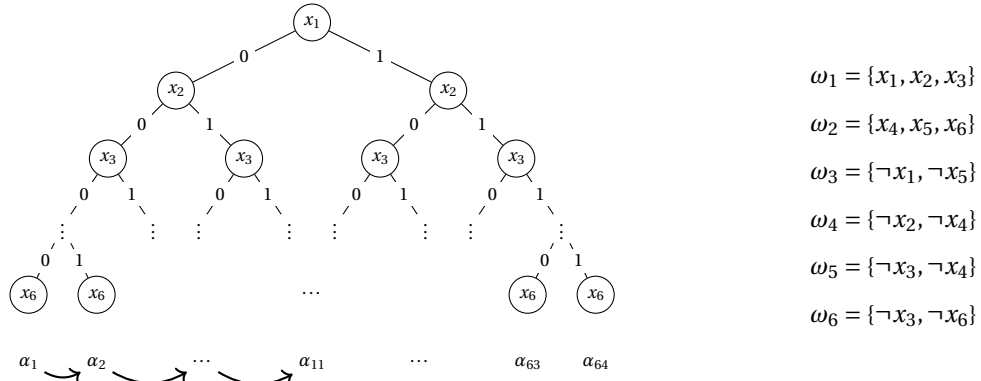 x₁
0 1
x₂ x₂
0 1 0 1
x₃ x₃ x₃ x₃
0 1 0 1 0 1 0 1
⋮ ⋮ ⋮ ⋮ ⋮ ⋮ ⋮ ⋮
0 1 0 1
x₆ x₆ ... x₆ x₆
α₁ α₂ ... α₁₁ ... α₆₃ α₆₄
ω₁ = {x₁, x₂, x₃}
ω₂ = {x₄, x₅, x₆}
ω₃ = {¬x₁, ¬x₅}
ω₄ = {¬x₂, ¬x₄}
ω₅ = {¬x₃, ¬x₄}
ω₆ = {¬x₃, ¬x₆}